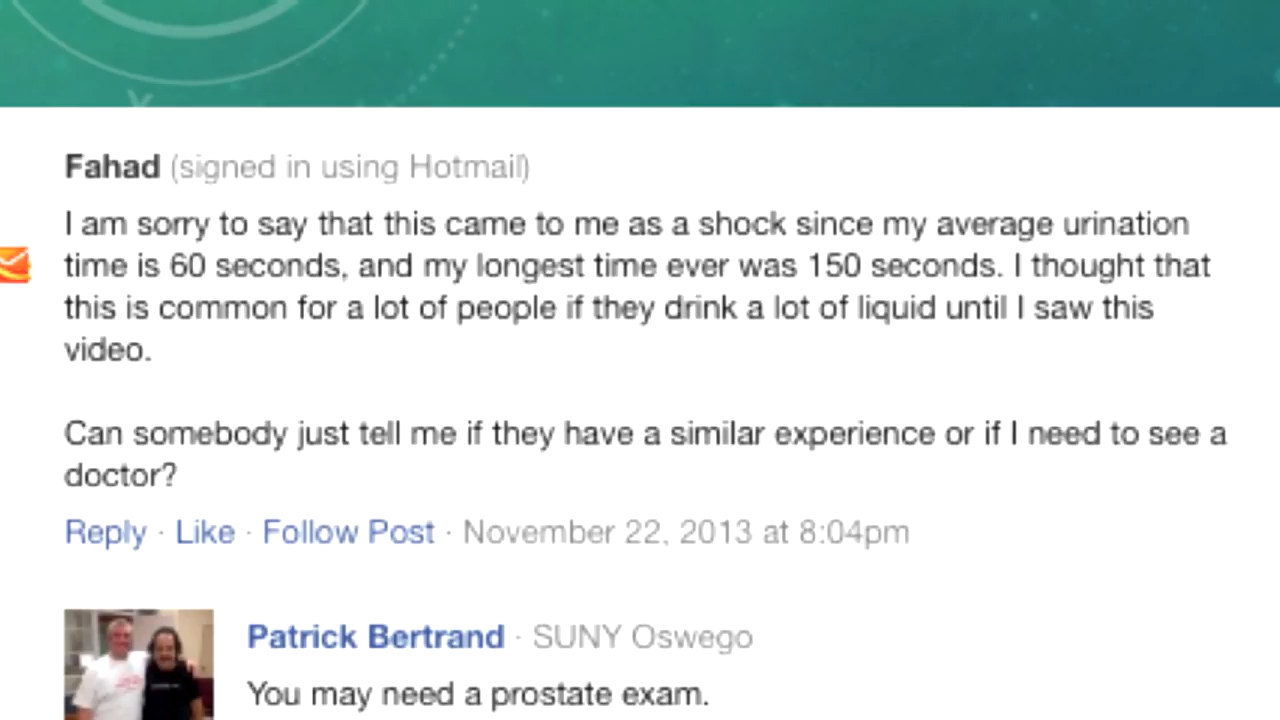 Fahad (signed in using Hotmail)
I am sorry to say that this came to me as a shock since my average urination
time is 60 seconds, and my longest time ever was 150 seconds. I thought that
this is common for a lot of people if they drink a lot of liquid until I saw this
video.
Can somebody just tell me if they have a similar experience or if I need to see a
doctor?
Reply · Like · Follow Post · November 22, 2013 at 8:04pm
Patrick Bertrand · SUNY Oswego
You may need a prostate exam.